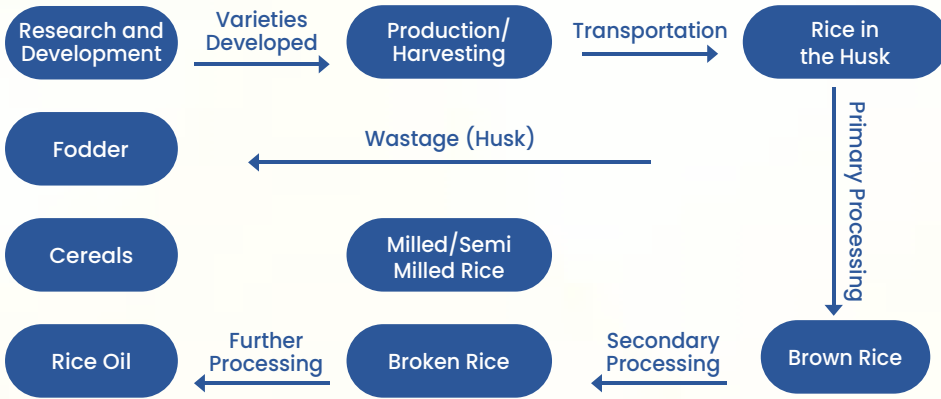 Research and
Development
Varieties
Developed
Production/
Harvesting
Transportation
Rice in
the Husk
Fodder
Wastage (Husk)
Primary Processing
Cereals
Milled/Semi
Milled Rice
Rice Oil
Further
Processing
Broken Rice
Secondary
Processing
Brown Rice